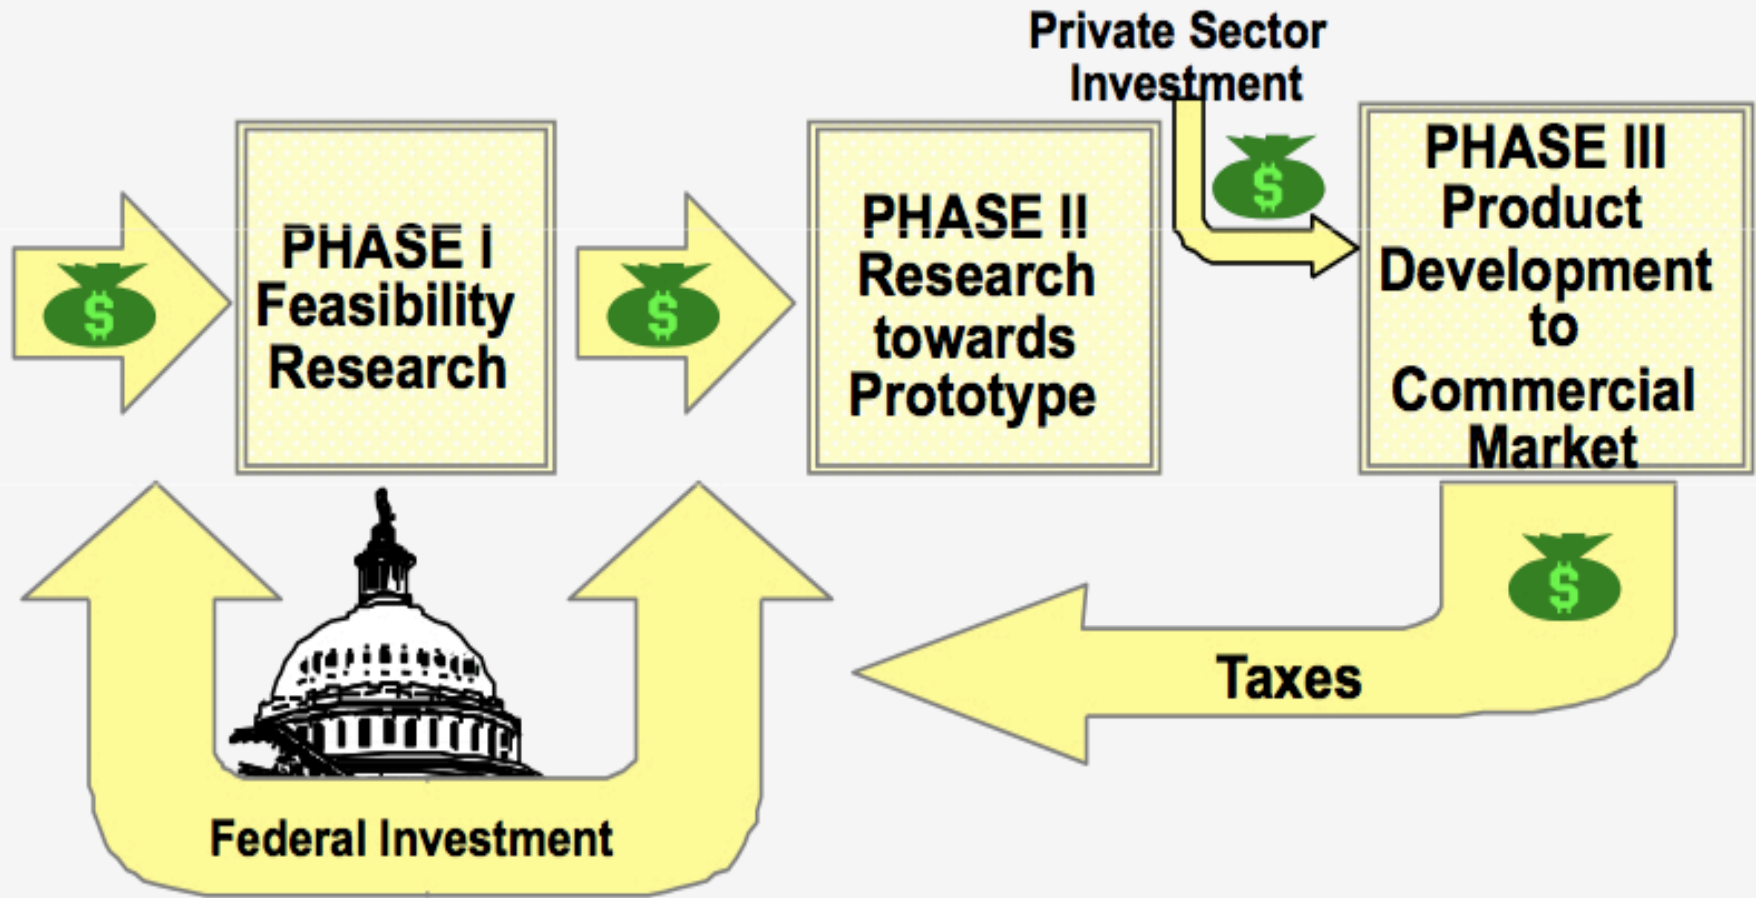 Private Sector
Investment
$
PHASE I
Feasibility
Research
$
PHASE II
Research
towards
Prototype
$
PHASE III
Product
Development
to
Commercial
Market
$
Taxes
Federal Investment